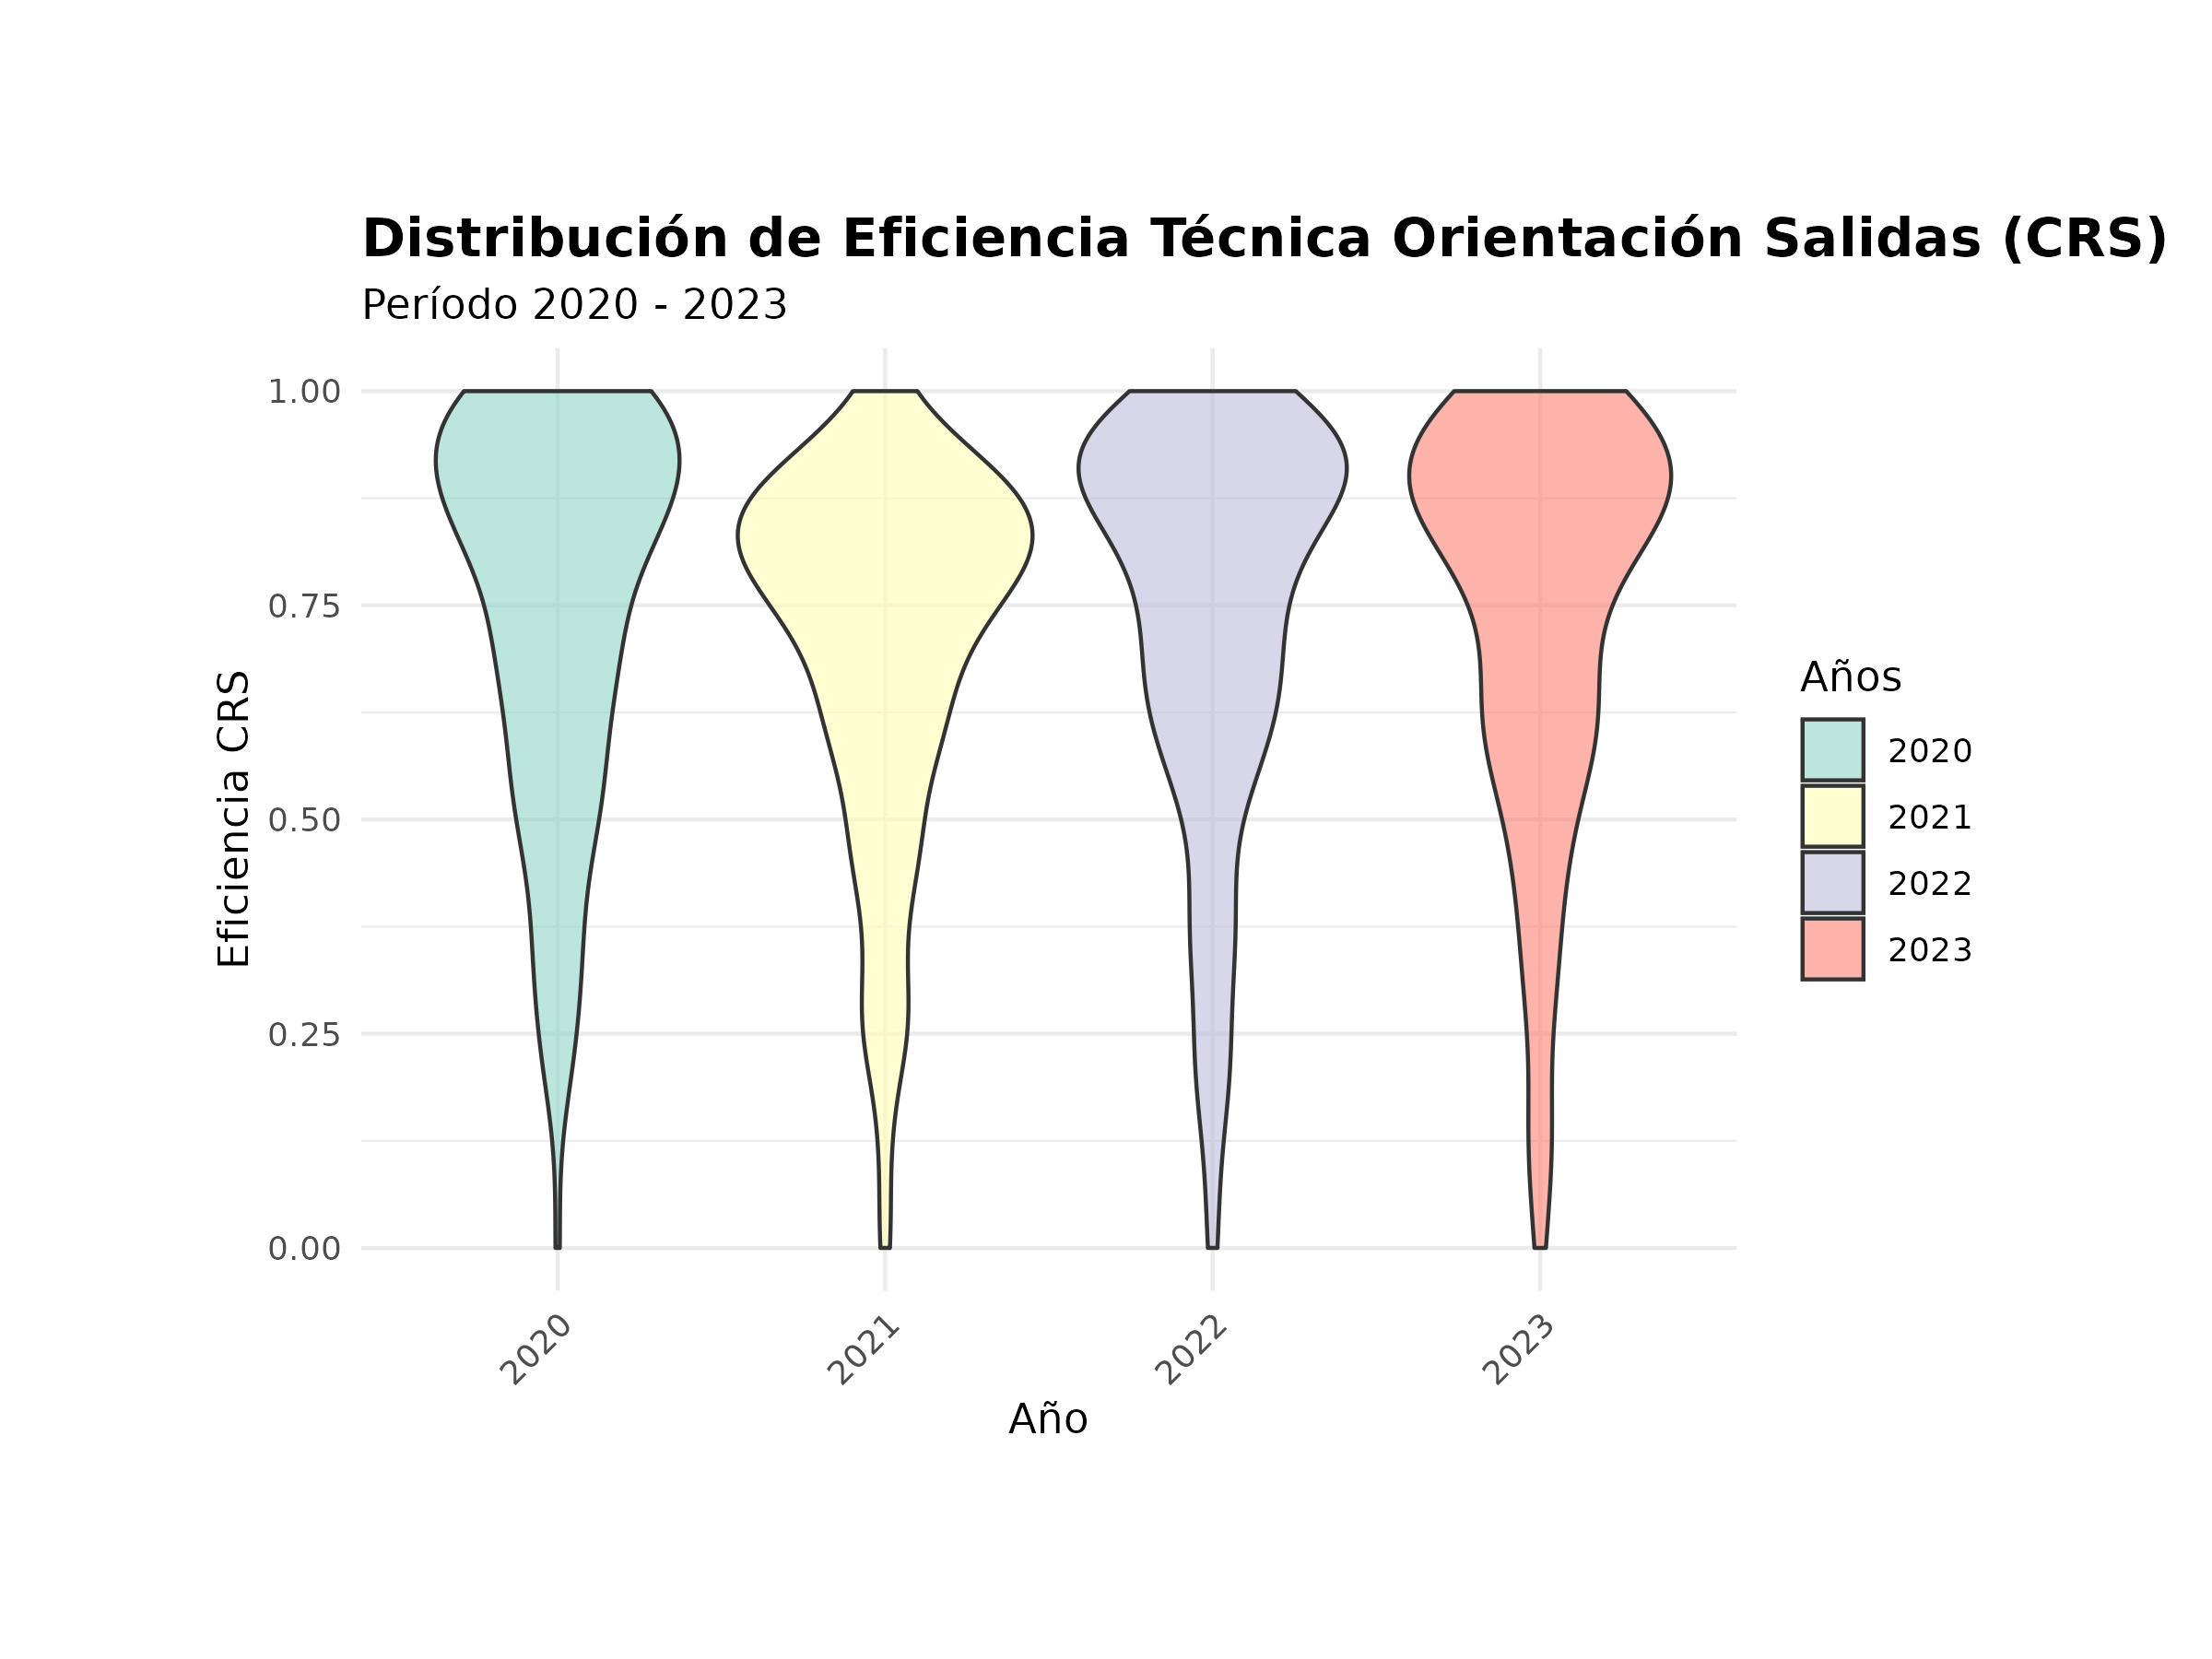 Distribución de Eficiencia Técnica Orientación Salidas (CRS)
Período 2020 - 2023
Eficiencia CRS
1.00
0.75
0.50
0.25
0.00
2020
2021
2022
2023
Año
Años
2020
2021
2022
2023